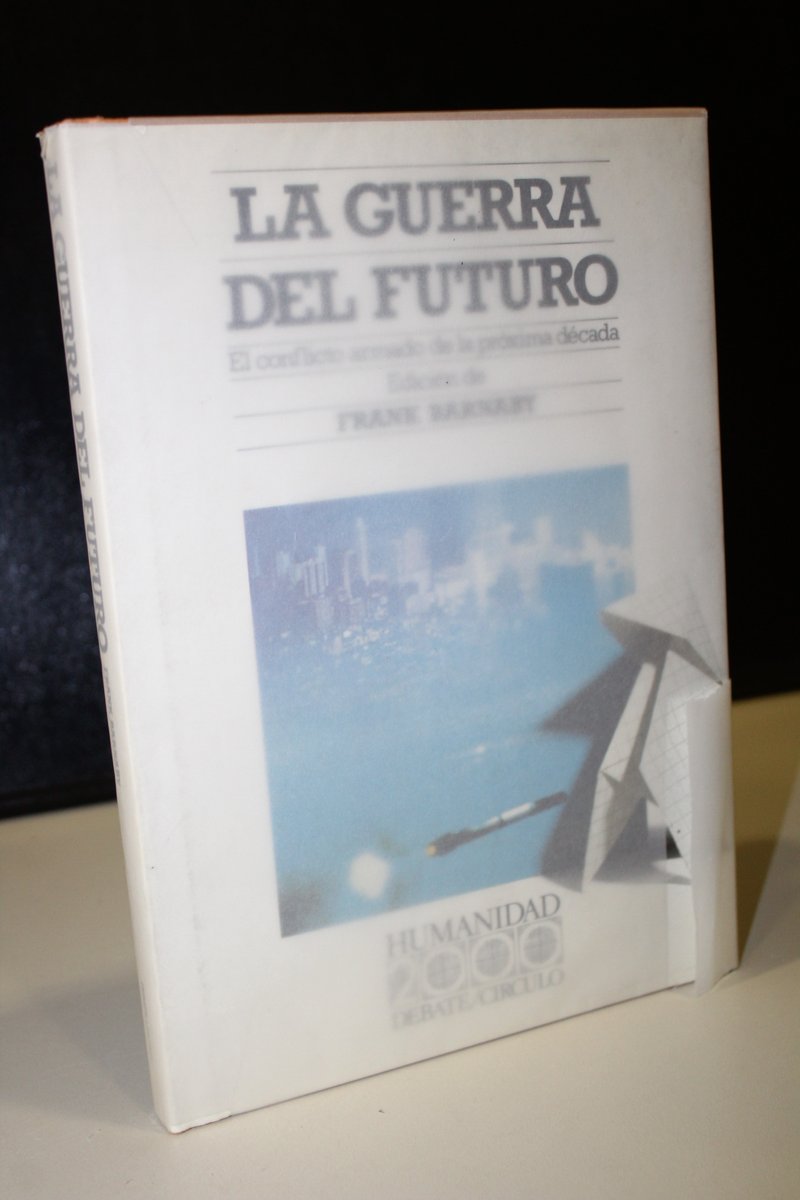 LA GUERRA
DEL FUTURO
El conflicto armado de la próxima década
Edición de
FRANK BARNABY
HUMANIDAD
2000
DEBATE/CIRCULO
LA GUERRA DEL FUTURO